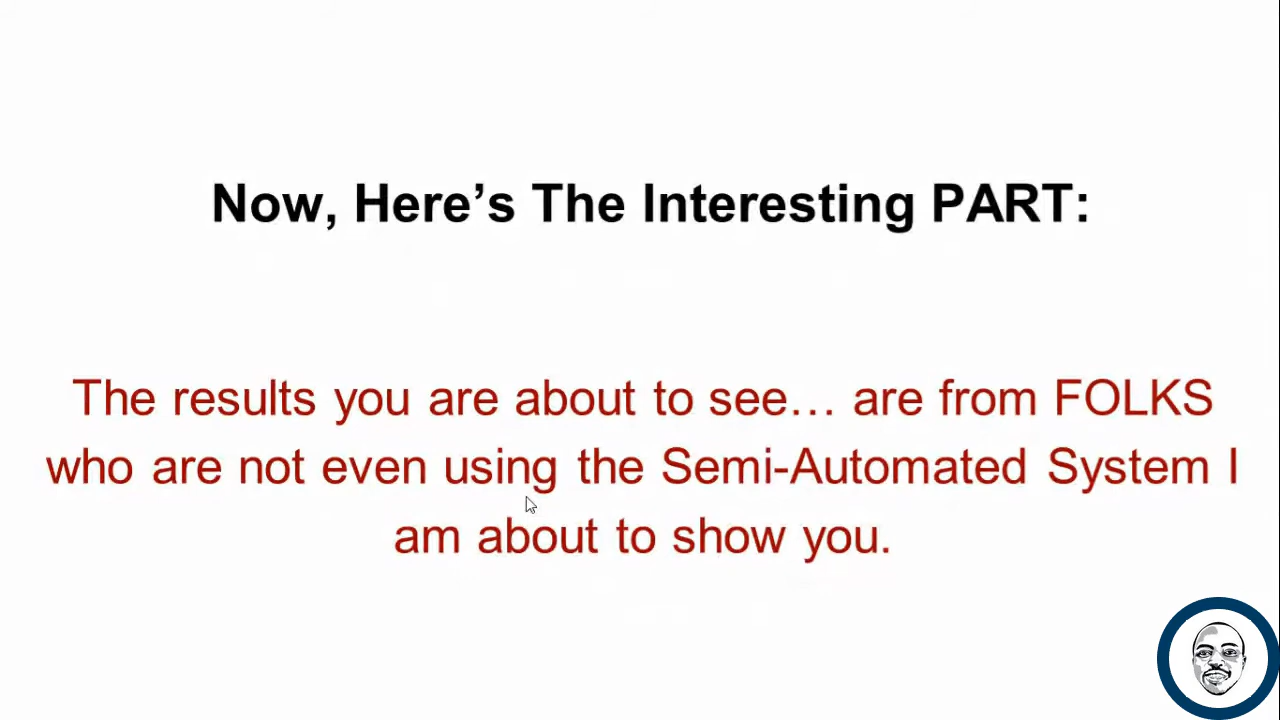 Now, Here’s The Interesting PART:
The results you are about to see… are from FOLKS
who are not even using the Semi-Automated System I
am about to show you.